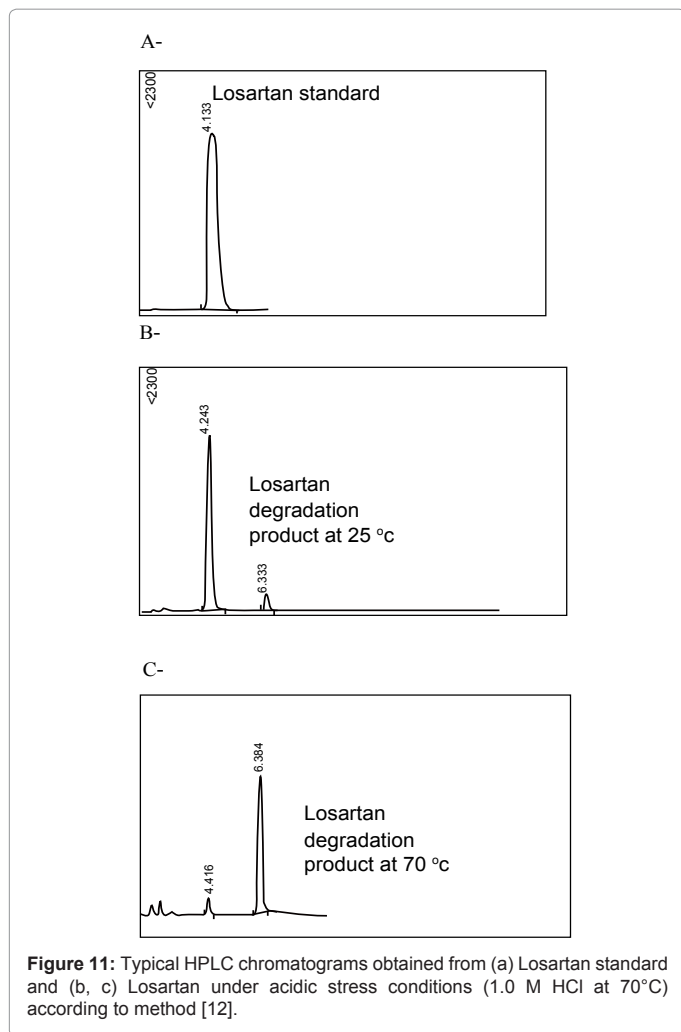 A-
<2300
Losartan standard
4.133
B-
<2300
4.243
Losartan
degradation
product at 25 °c
6.333
C-
6.384
Losartan
degradation
product at 70 °c
4.416
Figure 11: Typical HPLC chromatograms obtained from (a) Losartan standard
and (b, c) Losartan under acidic stress conditions (1.0 M HCl at 70°C)
according to method [12].